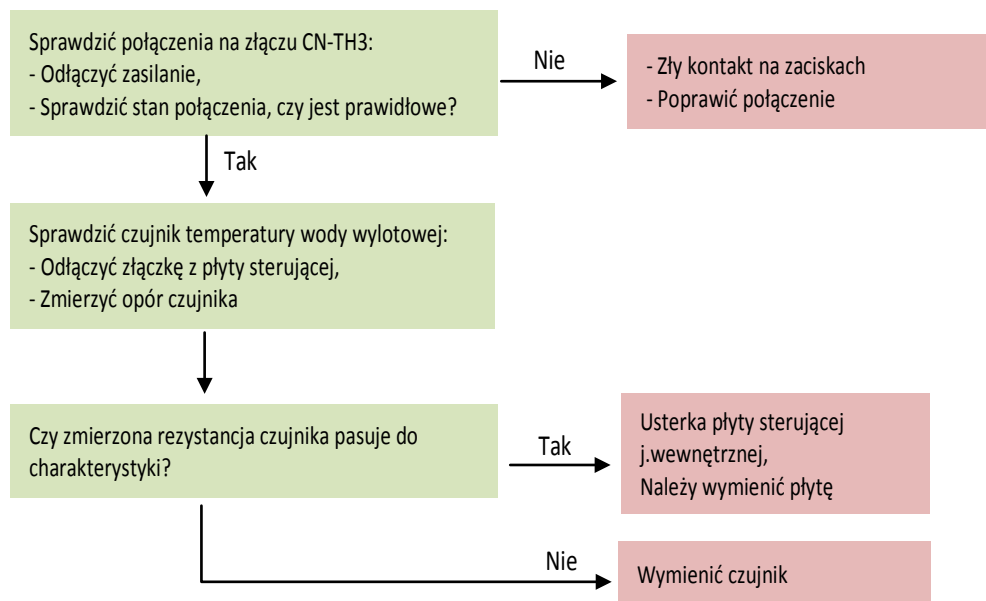 Sprawdzić połączenia na złączu CN-TH3:
- Odłączyć zasilanie,
- Sprawdzić stan połączenia, czy jest prawidłowe?
Nie
- Zły kontakt na zaciskach
- Poprawić połączenie
Tak
Sprawdzić czujnik temperatury wody wylotowej:
- Odłączyć złączkę z płyty sterującej,
- Zmierzyć opór czujnika
Czy zmierzona rezystancja czujnika pasuje do
charakterystyki?
Tak
Usterka płyty sterującej
j.wewnętrznej,
Należy wymienić płytę
Nie
Wymienić czujnik